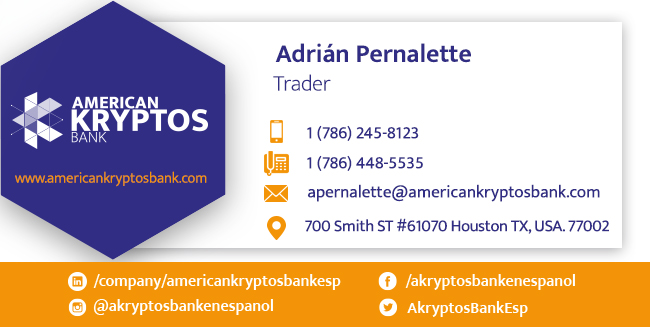 AMERICAN
KRYPTOS
BANK
www.americankryptosbank.com
Adrián Pernalette
Trader
1 (786) 245-8123
1 (786) 448-5535
apernalette@americankryptosbank.com
700 Smith ST #61070 Houston TX, USA. 77002
/company/americankryptosbankesp
/akryptosbankenespanol
@akryptosbankenespanol
AkryptosBankEsp